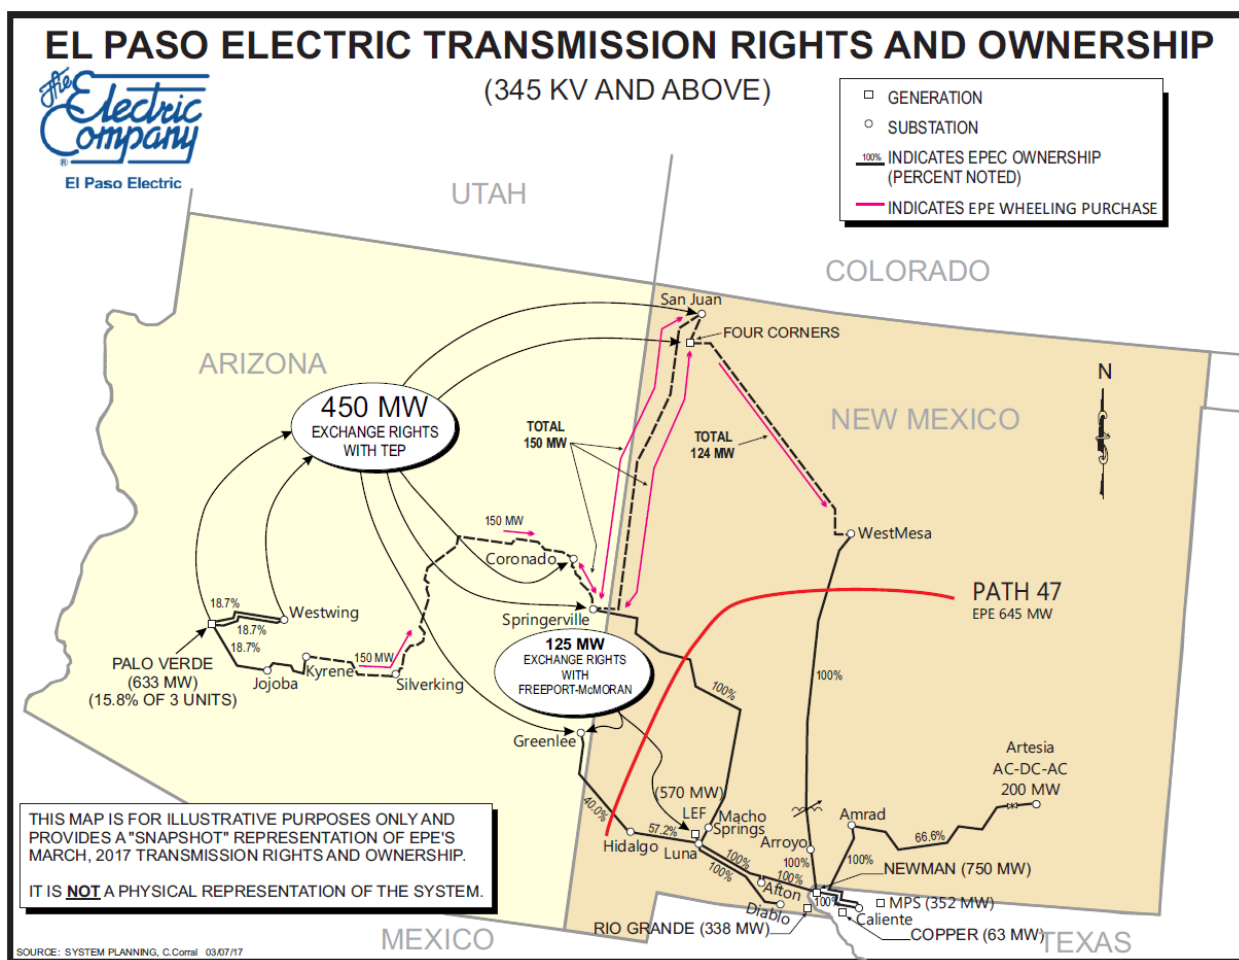 EL PASO ELECTRIC TRANSMISSION RIGHTS AND OWNERSHIP
(345 KV AND ABOVE)
The
Electric
Company
®
El Paso Electric
GENERATION
SUBSTATION
100% INDICATES EPEC OWNERSHIP
(PERCENT NOTED)
INDICATES EPE WHEELING PURCHASE
UTAH
COLORADO
ARIZONA
NEW MEXICO
N
San Juan
FOUR CORNERS
450 MW
EXCHANGE RIGHTS
WITH TEP
TOTAL
150 MW
TOTAL
124 MW
150 MW
Coronado
WestMesa
PATH 47
EPE 645 MW
18.7%
Westwing
18.7%
18.7%
Springerville
PALO VERDE
(633 MW)
(15.8% OF 3 UNITS)
Jojoba
Kyrene
150 MW
Silverking
125 MW
EXCHANGE RIGHTS
WITH
FREEPORT-McMORAN
100%
100%
Greenlee
Artesia
AC-DC-AC
200 MW
40.0%
(570 MW)
LEF
Macho
Springs
Hidalgo
57.2%
Luna
Arroyo
Amrad
66.6%
100%
100%
100%
100%
100%
Afton
Diablo
NEWMAN (750 MW)
100%
MPS (352 MW)
Caliente
RIO GRANDE (338 MW)
COPPER (63 MW)
TEXAS
MEXICO
THIS MAP IS FOR ILLUSTRATIVE PURPOSES ONLY AND
PROVIDES A "SNAPSHOT" REPRESENTATION OF EPE'S
MARCH, 2017 TRANSMISSION RIGHTS AND OWNERSHIP.
IT IS NOT A PHYSICAL REPRESENTATION OF THE SYSTEM.
SOURCE: SYSTEM PLANNING, C.Corral 03/07/17